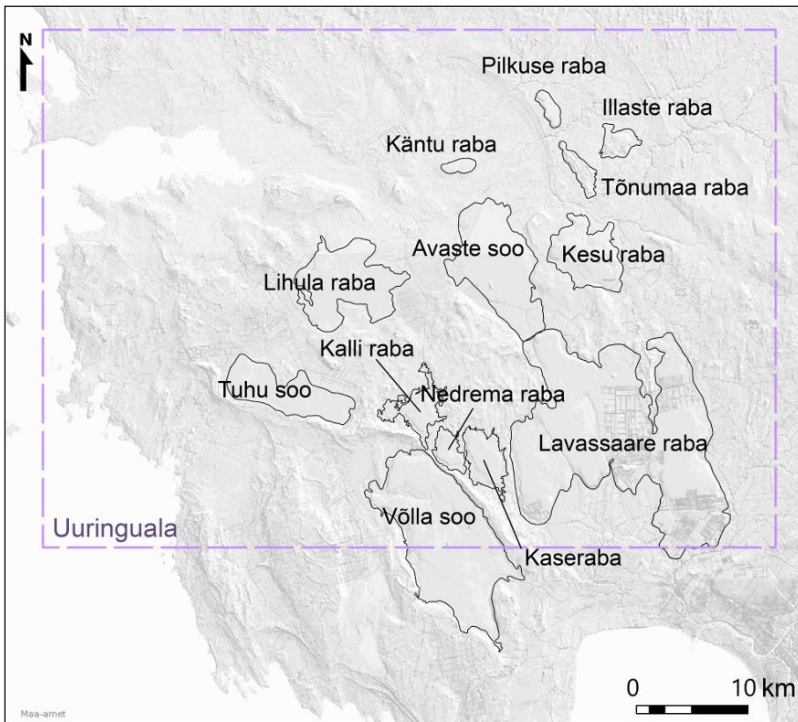 N
Pilkuse raba
Illaste raba
Käntu raba
Tõnumaa raba
Avaste soo
Kesu raba
Lihula raba
Kalli raba
Tuhu soo
Nedrema raba
Lavassaare raba
Võlla soo
Uuringuala
Kaseraba
0 10 km
Maa-amet